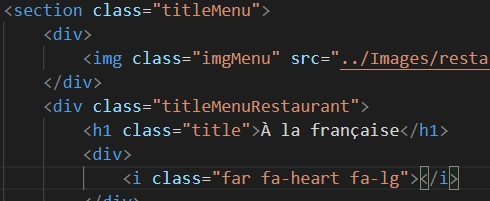 <section class="titleMenu">
<div>
<img class="imgMenu" src="../Images/resta
</div>
<div class="titleMenuRestaurant">
<h1 class="title">À la française</h1>
<div>
<i class="far fa-heart fa-lg"></i>
</div>